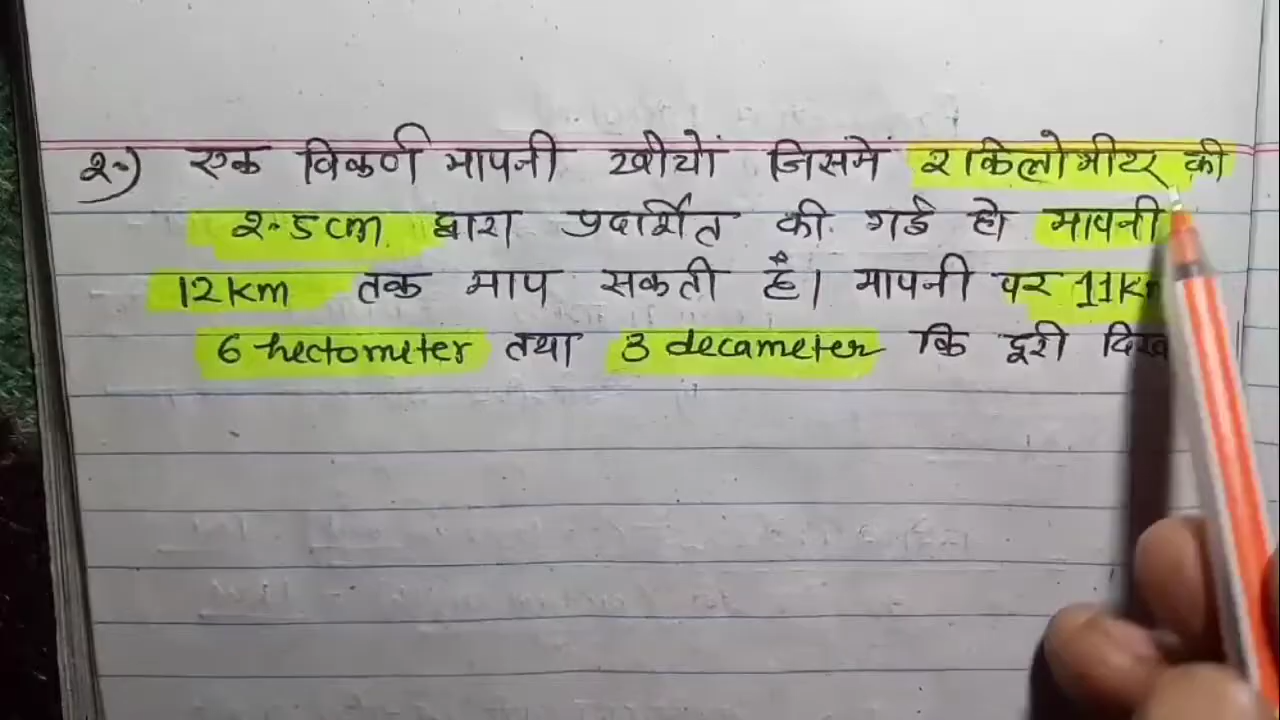 2.) एक विकर्ण मापनी खीचों जिसमें 2 किलोमीटर की
2.5cm द्वारा प्रदर्शित की गई हो मापनी
12km तक माप सकती है। मापनी पर 11
6 hectometer तथा 3 decameter कि दूरी